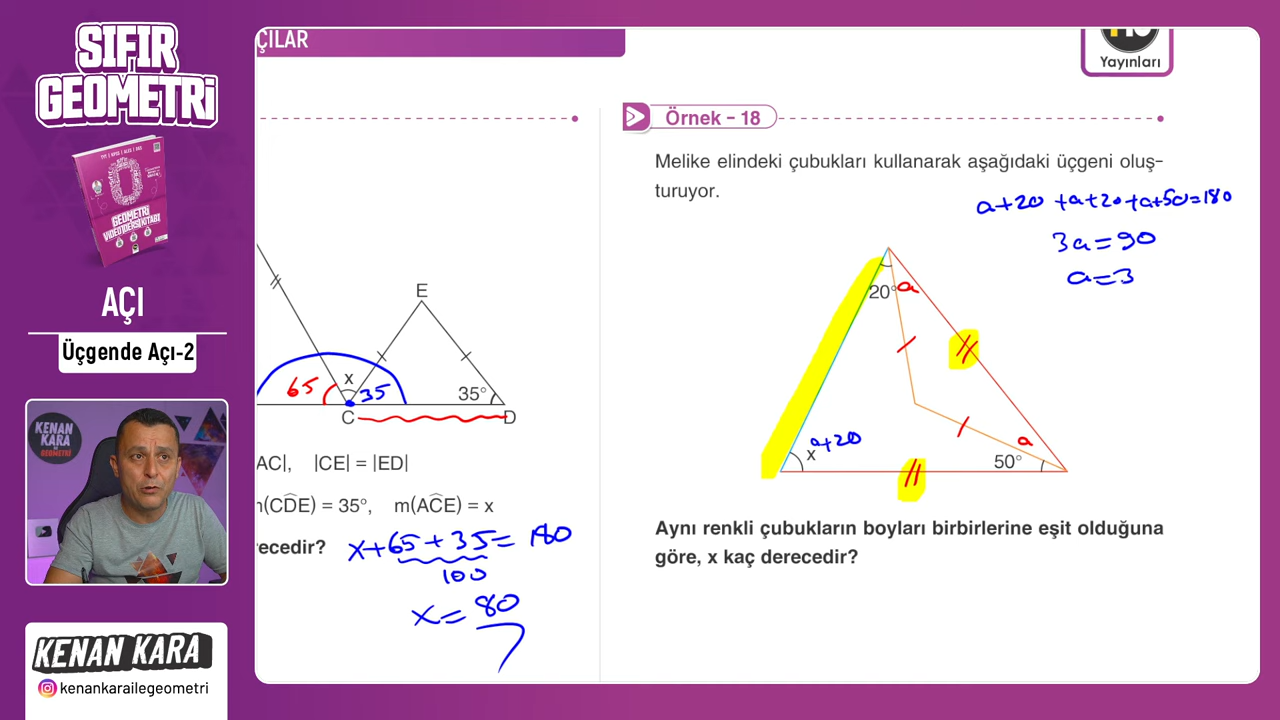 SIFIR
GEOMETRİ
GEOMETRİ
VİDEO DERS KİTABI
AÇI
Üçgende Açı-2
KENAN
KARA
GEOMETRİ
KENAN KARA
kenankarailegeometri
ÇILAR
E
x
65
35
35°
C
D
AC|, |CE| = |ED|
m(CDE) = 35°, m(ACE) = x
ecedir?
x+65+35=180
100
x=80
Yayınları
Örnek – 18
Melike elindeki çubukları kullanarak aşağıdaki üçgeni oluş-
turuyor.
a+20 +a+20+a+50=180
3a=90
a=3
20°
a
a+20
x
a
50°
Aynı renkli çubukların boyları birbirlerine eşit olduğuna
göre, x kaç derecedir?